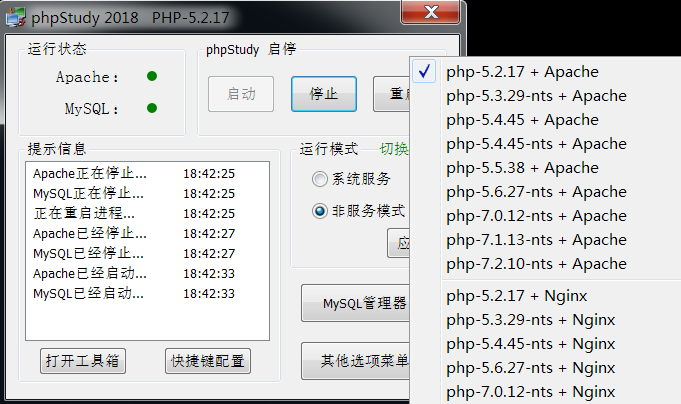 phpStudy 2018 PHP-5.2.17
运行状态
Apache:
MySQL:
phpStudy 启停
启动
停止
提示信息
Apache正在停止... 18:42:25
MySQL正在停止... 18:42:25
正在重启进程... 18:42:25
Apache已经停止... 18:42:27
MySQL已经停止... 18:42:27
Apache已经启动... 18:42:33
MySQL已经启动... 18:42:33
打开工具箱
快捷键配置
运行模式 切换
系统服务
非服务模式
MySQL管理器
其他选项菜单
php-5.2.17 + Apache
php-5.3.29-nts + Apache
php-5.4.45 + Apache
php-5.4.45-nts + Apache
php-5.5.38 + Apache
php-5.6.27-nts + Apache
php-7.0.12-nts + Apache
php-7.1.13-nts + Apache
php-7.2.10-nts + Apache
php-5.2.17 + Nginx
php-5.3.29-nts + Nginx
php-5.4.45-nts + Nginx
php-5.6.27-nts + Nginx
php-7.0.12-nts + Nginx